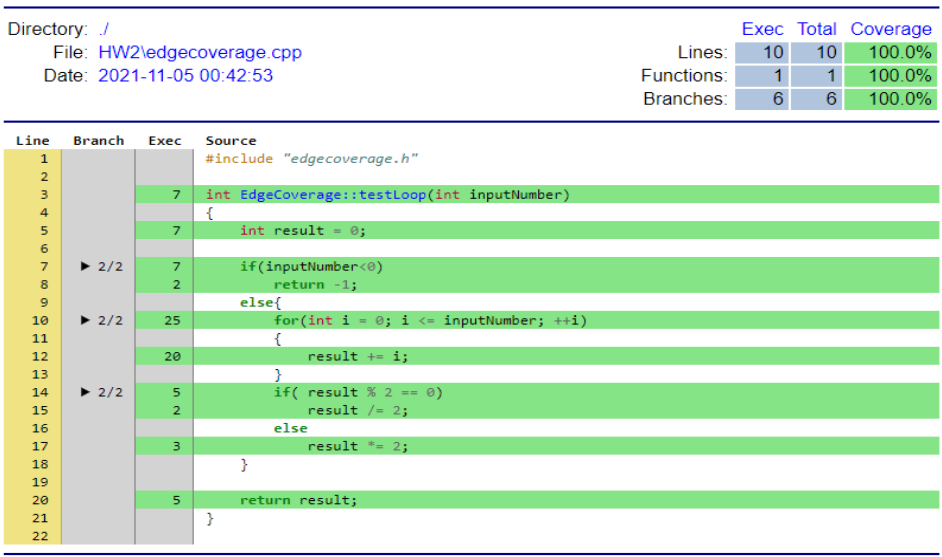 Directory: ./ Exec Total Coverage
File: HW2\edgecoverage.cpp Lines: 10 10 100.0%
Date: 2021-11-05 00:42:53 Functions: 1 1 100.0%
Branches: 6 6 100.0%
Line Branch Exec Source
1 #include "edgecoverage.h"
2
3 7 int EdgeCoverage::testLoop(int inputNumber)
4 {
5 7 int result = 0;
6
7 ▶ 2/2 7 if(inputNumber<0)
8 2 return -1;
9 else{
10 ▶ 2/2 25 for(int i = 0; i <= inputNumber; ++i)
11 {
12 20 result += i;
13 }
14 ▶ 2/2 5 if( result % 2 == 0)
15 2 result /= 2;
16 else
17 3 result *= 2;
18 }
19
20 5 return result;
21 }
22